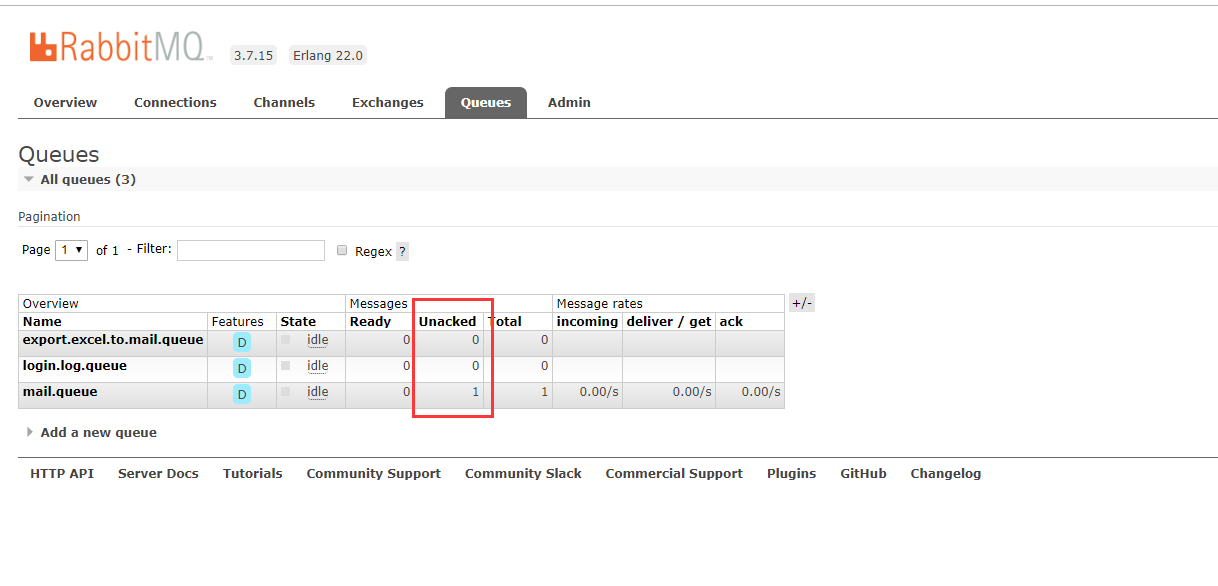 RabbitMQ TM 3.7.15 Erlang 22.0
Overview Connections Channels Exchanges Queues Admin
Queues
All queues (3)
Pagination
Page 1 of 1 - Filter: Regex ?
Overview Messages Message rates +/-
Name Features State Ready Unacked Total incoming deliver / get ack
export.excel.to.mail.queue D idle 0 0 0
login.log.queue D idle 0 0 0
mail.queue D idle 0 1 1 0.00/s 0.00/s 0.00/s
Add a new queue
HTTP API Server Docs Tutorials Community Support Community Slack Commercial Support Plugins GitHub Changelog